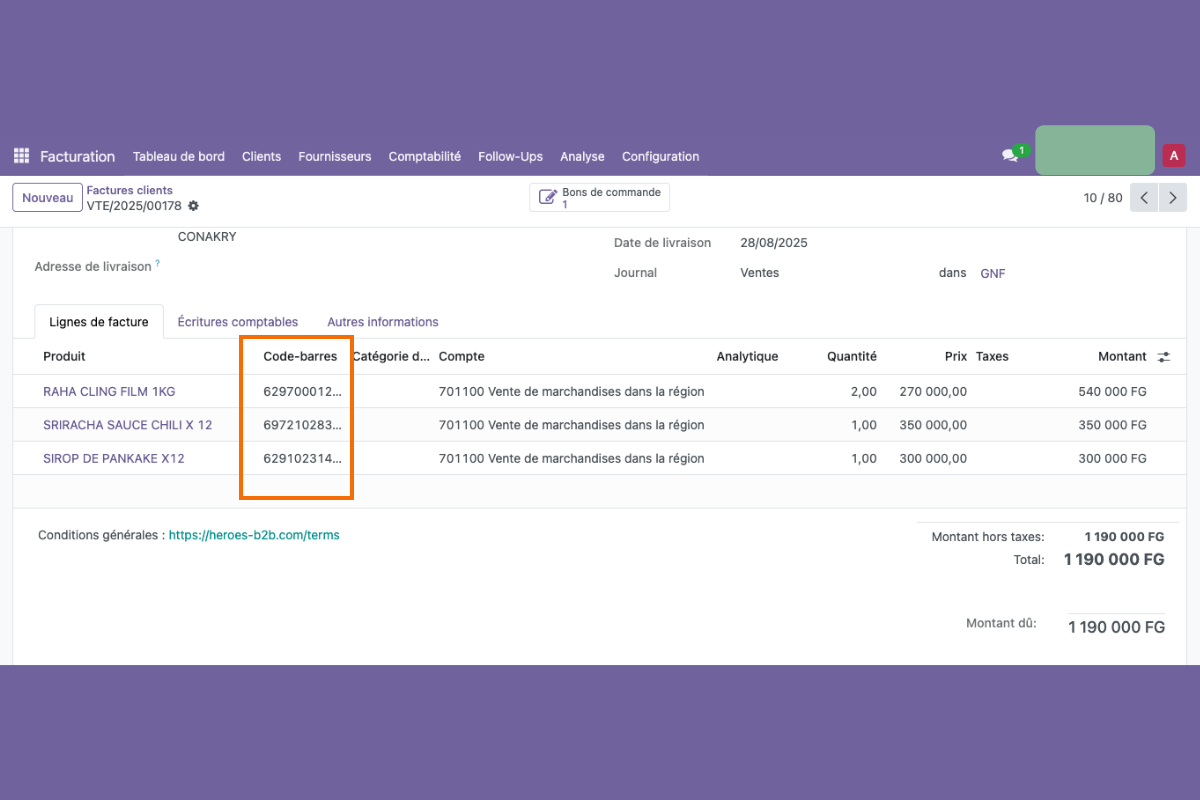 Facturation Tableau de bord Clients Fournisseurs Comptabilité Follow-Ups Analyse Configuration 1 A
Nouveau Factures clients Bons de commande
VTE/2025/00178 1 10 / 80
CONAKRY
Date de livraison 28/08/2025
Adresse de livraison ?
Journal Ventes dans GNF
Lignes de facture Écritures comptables Autres informations
Produit Code-barres Catégorie d... Compte Analytique Quantité Prix Taxes Montant
RAHA CLING FILM 1KG 629700012... 701100 Vente de marchandises dans la région 2,00 270 000,00 540 000 FG
SRIRACHA SAUCE CHILI X 12 697210283... 701100 Vente de marchandises dans la région 1,00 350 000,00 350 000 FG
SIROP DE PANKAKE X12 629102314... 701100 Vente de marchandises dans la région 1,00 300 000,00 300 000 FG
Conditions générales : https://heroes-b2b.com/terms
Montant hors taxes: 1 190 000 FG
Total: 1 190 000 FG
Montant dû: 1 190 000 FG